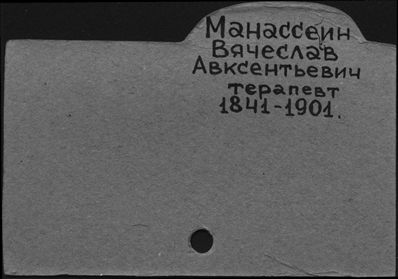 Манассеин
Вячеслав
Авксентьевич
терапевт
1841-1901.